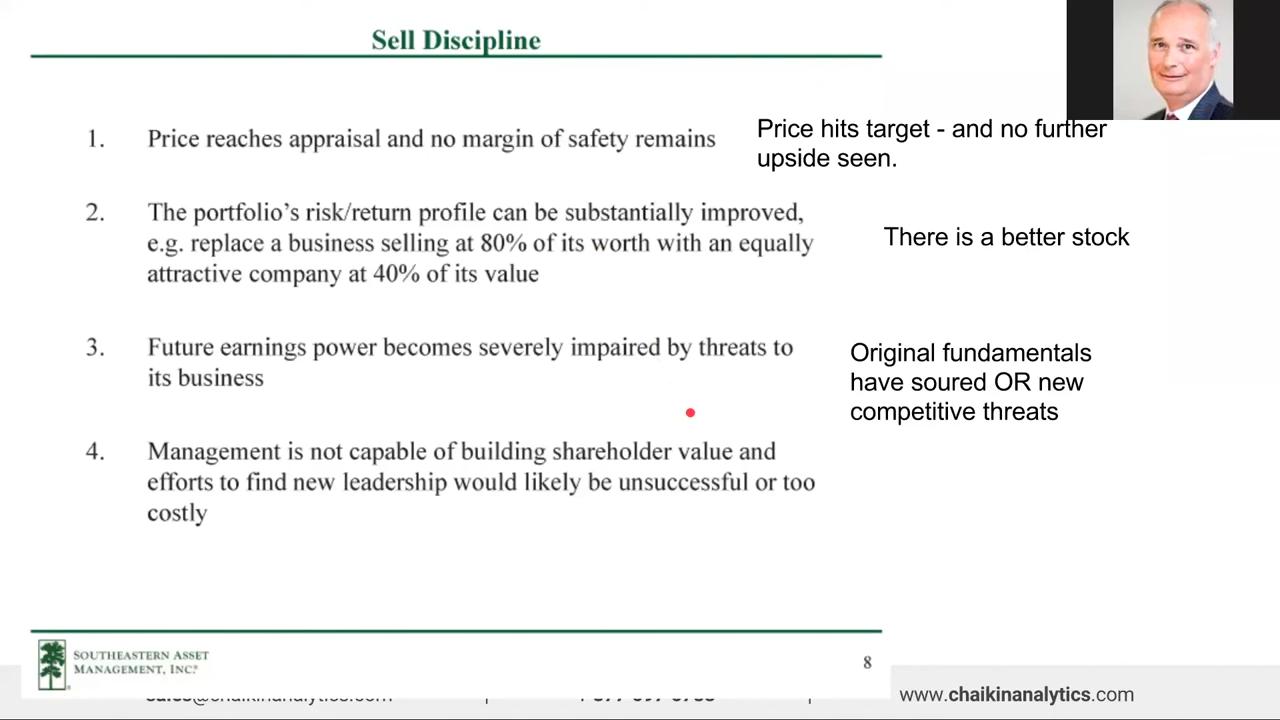 Sell Discipline
1. Price reaches appraisal and no margin of safety remains
Price hits target - and no further
upside seen.
2. The portfolio’s risk/return profile can be substantially improved,
e.g. replace a business selling at 80% of its worth with an equally
attractive company at 40% of its value
There is a better stock
3. Future earnings power becomes severely impaired by threats to
its business
Original fundamentals
have soured OR new
competitive threats
4. Management is not capable of building shareholder value and
efforts to find new leadership would likely be unsuccessful or too
costly
SOUTHEASTERN ASSET
MANAGEMENT, INC.
8
www.chaikinanalytics.com